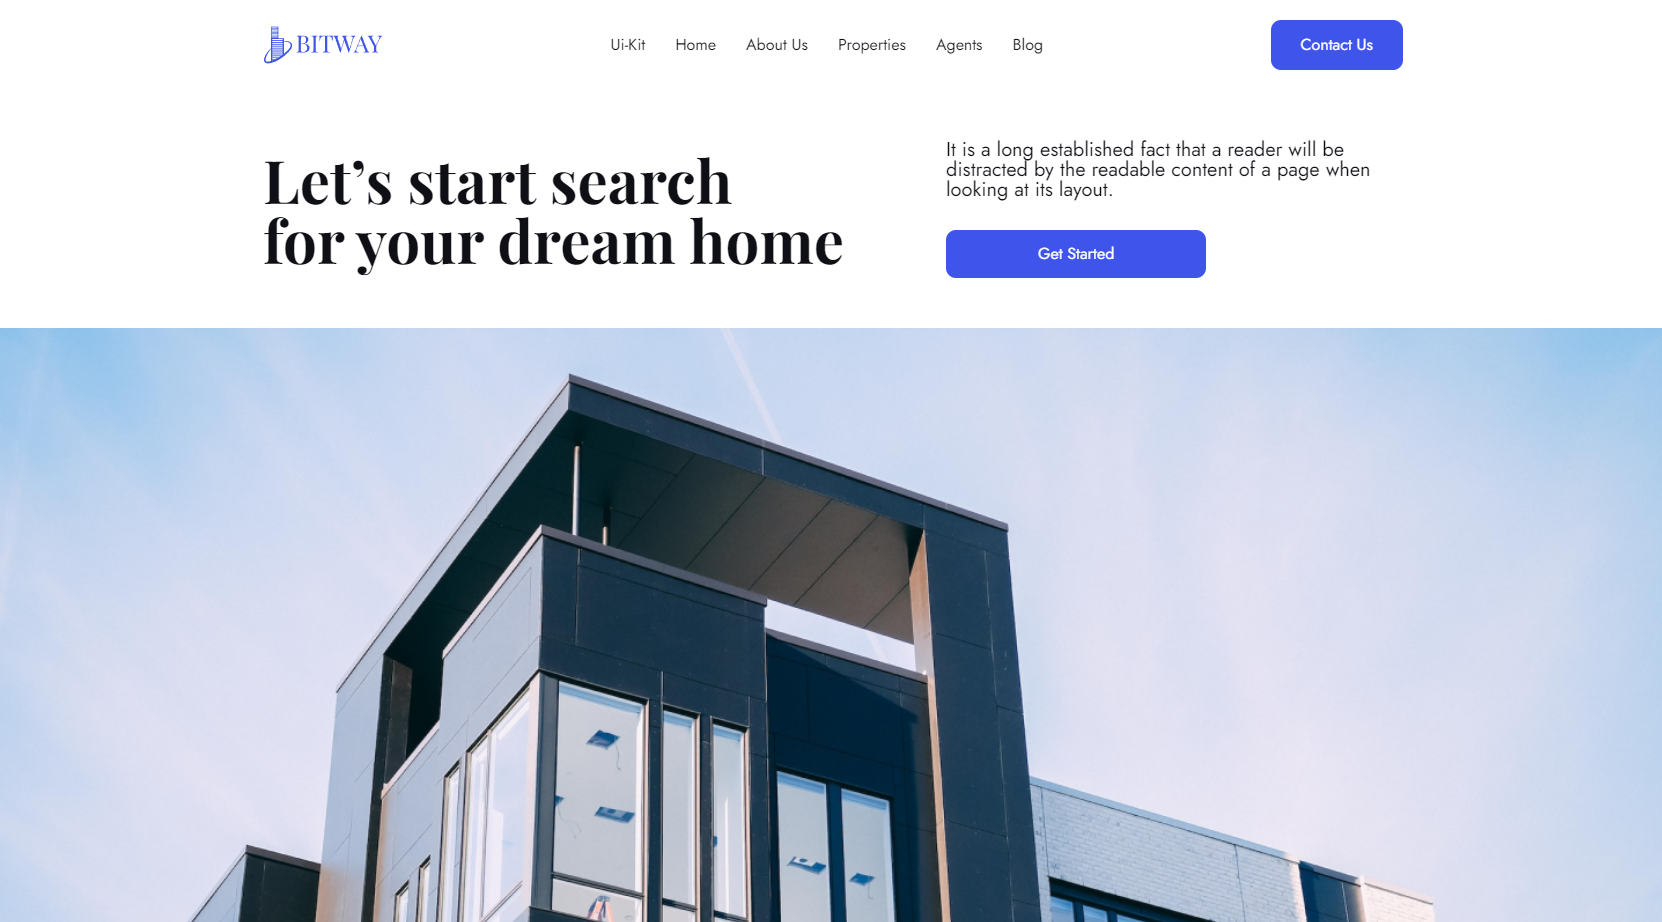 BITWAY
Ui-Kit
Home
About Us
Properties
Agents
Blog
Contact Us
Let’s start search
for your dream home
It is a long established fact that a reader will be
distracted by the readable content of a page when
looking at its layout.
Get Started